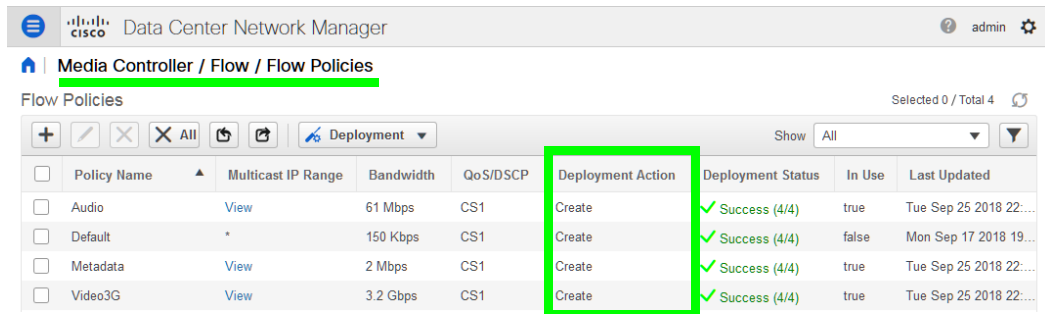 cisco Data Center Network Manager admin
Media Controller / Flow / Flow Policies
Flow Policies Selected 0 / Total 4
All Deployment Show All
Policy Name Multicast IP Range Bandwidth QoS/DSCP Deployment Action Deployment Status In Use Last Updated
Audio View 61 Mbps CS1 Create Success (4/4) true Tue Sep 25 2018 22:...
Default * 150 Kbps CS1 Create Success (4/4) false Mon Sep 17 2018 19...
Metadata View 2 Mbps CS1 Create Success (4/4) true Tue Sep 25 2018 22:...
Video3G View 3.2 Gbps CS1 Create Success (4/4) true Tue Sep 25 2018 22:...